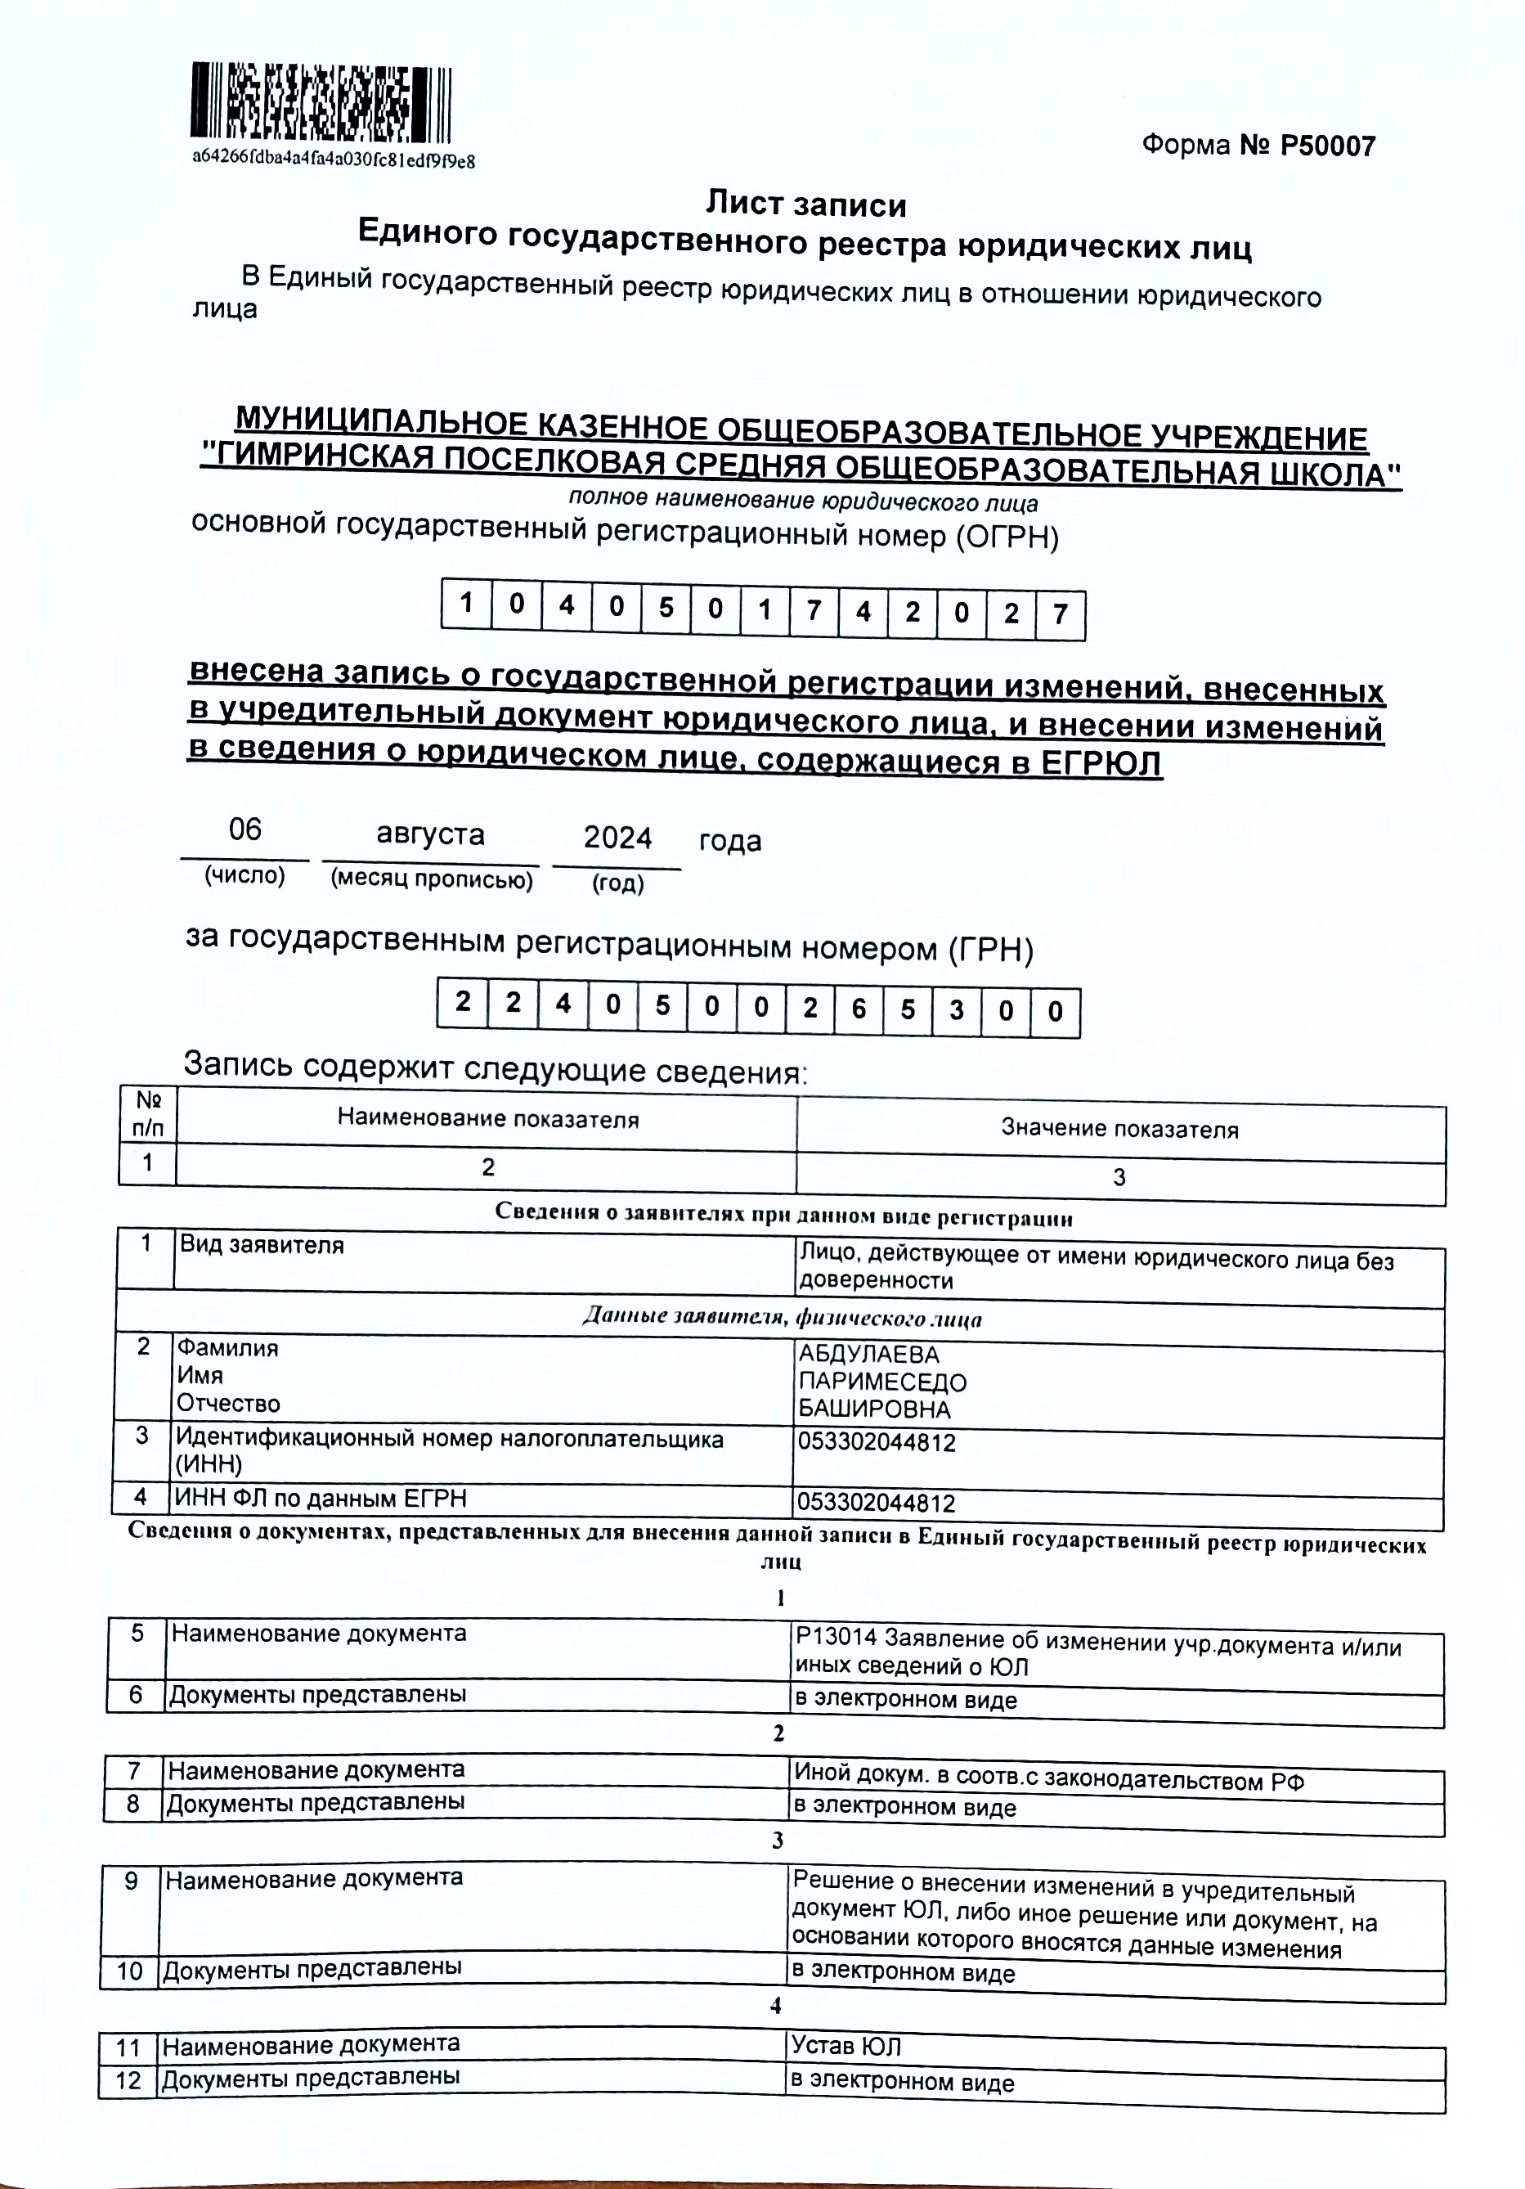 a64266fdba4a4fa4a030fc81edf9f9e8
Форма № Р50007
Лист записи
Единого государственного реестра юридических лиц
В Единый государственный реестр юридических лиц в отношении юридического
лица
МУНИЦИПАЛЬНОЕ КАЗЕННОЕ ОБЩЕОБРАЗОВАТЕЛЬНОЕ УЧРЕЖДЕНИЕ
"ГИМРИНСКАЯ ПОСЕЛКОВАЯ СРЕДНЯЯ ОБЩЕОБРАЗОВАТЕЛЬНАЯ ШКОЛА"
полное наименование юридического лица
основной государственный регистрационный номер (ОГРН)
1 0 4 0 5 0 1 7 4 2 0 2 7
внесена запись о государственной регистрации изменений, внесенных
в учредительный документ юридического лица, и внесении изменений
в сведения о юридическом лице, содержащиеся в ЕГРЮЛ
06 августа 2024 года
(число) (месяц прописью) (год)
за государственным регистрационным номером (ГРН)
2 2 4 0 5 0 0 2 6 5 3 0 0
Запись содержит следующие сведения:
№ п/п Наименование показателя Значение показателя
1 2 3
Сведения о заявителях при данном виде регистрации
1 Вид заявителя Лицо, действующее от имени юридического лица без
доверенности
Данные заявителя, физического лица
2 Фамилия АБДУЛАЕВА
Имя ПАРИМЕСЕДО
Отчество БАШИРОВНА
3 Идентификационный номер налогоплательщика 053302044812
(ИНН)
4 ИНН ФЛ по данным ЕГРН 053302044812
Сведения о документах, представленных для внесения данной записи в Единый государственный реестр юридических
лиц
1
5 Наименование документа Р13014 Заявление об изменении учр.документа и/или
иных сведений о ЮЛ
6 Документы представлены в электронном виде
2
7 Наименование документа Иной докум. в соотв.с законодательством РФ
8 Документы представлены в электронном виде
3
9 Наименование документа Решение о внесении изменений в учредительный
документ ЮЛ, либо иное решение или документ, на
основании которого вносятся данные изменения
10 Документы представлены в электронном виде
4
11 Наименование документа Устав ЮЛ
12 Документы представлены в электронном виде